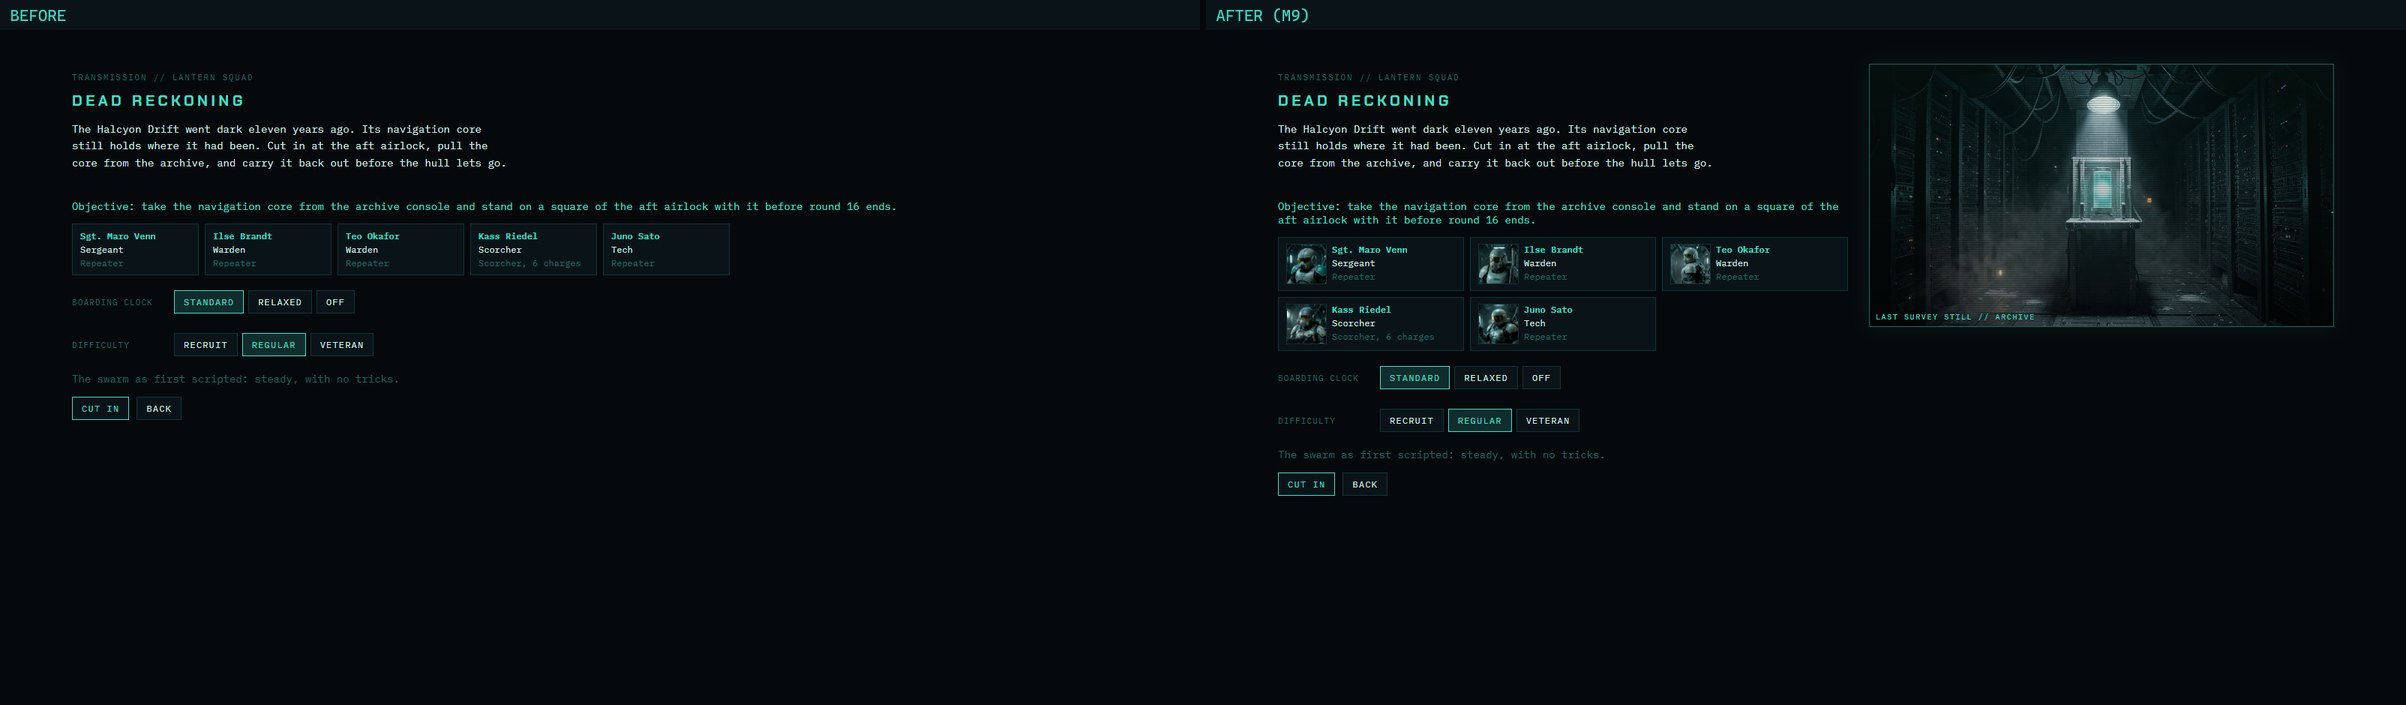 BEFORE
TRANSMISSION // LANTERN SQUAD
DEAD RECKONING
The Halcyon Drift went dark eleven years ago. Its navigation core
still holds where it had been. Cut in at the aft airlock, pull the
core from the archive, and carry it back out before the hull lets go.
Objective: take the navigation core from the archive console and stand on a square of the aft airlock with it before round 16 ends.
Sgt. Maro Venn
Sergeant
Repeater
Ilse Brandt
Warden
Repeater
Teo Okafor
Warden
Repeater
Kass Riedel
Scorcher
Scorcher, 6 charges
Juno Sato
Tech
Repeater
BOARDING CLOCK STANDARD RELAXED OFF
DIFFICULTY RECRUIT REGULAR VETERAN
The swarm as first scripted: steady, with no tricks.
CUT IN BACK
AFTER (M9)
TRANSMISSION // LANTERN SQUAD
DEAD RECKONING
The Halcyon Drift went dark eleven years ago. Its navigation core
still holds where it had been. Cut in at the aft airlock, pull the
core from the archive, and carry it back out before the hull lets go.
Objective: take the navigation core from the archive console and stand on a square of the
aft airlock with it before round 16 ends.
Sgt. Maro Venn
Sergeant
Repeater
Ilse Brandt
Warden
Repeater
Teo Okafor
Warden
Repeater
Kass Riedel
Scorcher
Scorcher, 6 charges
Juno Sato
Tech
Repeater
BOARDING CLOCK STANDARD RELAXED OFF
DIFFICULTY RECRUIT REGULAR VETERAN
The swarm as first scripted: steady, with no tricks.
CUT IN BACK
LAST SURVEY STILL // ARCHIVE